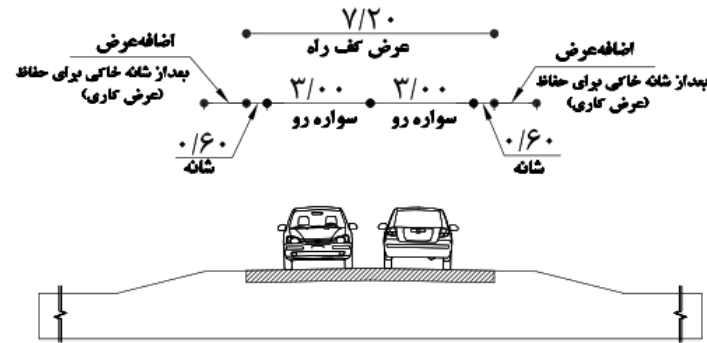 ۷/۲۰
عرض کف راه
اضافه‌عرض
بعداز شانه خاکی برای حفاظ
(عرض کاری)
۳/۰۰
سواره رو
۳/۰۰
سواره رو
اضافه‌عرض
بعداز شانه خاکی برای حفاظ
(عرض کاری)
۰/۶۰
شانه
۰/۶۰
شانه